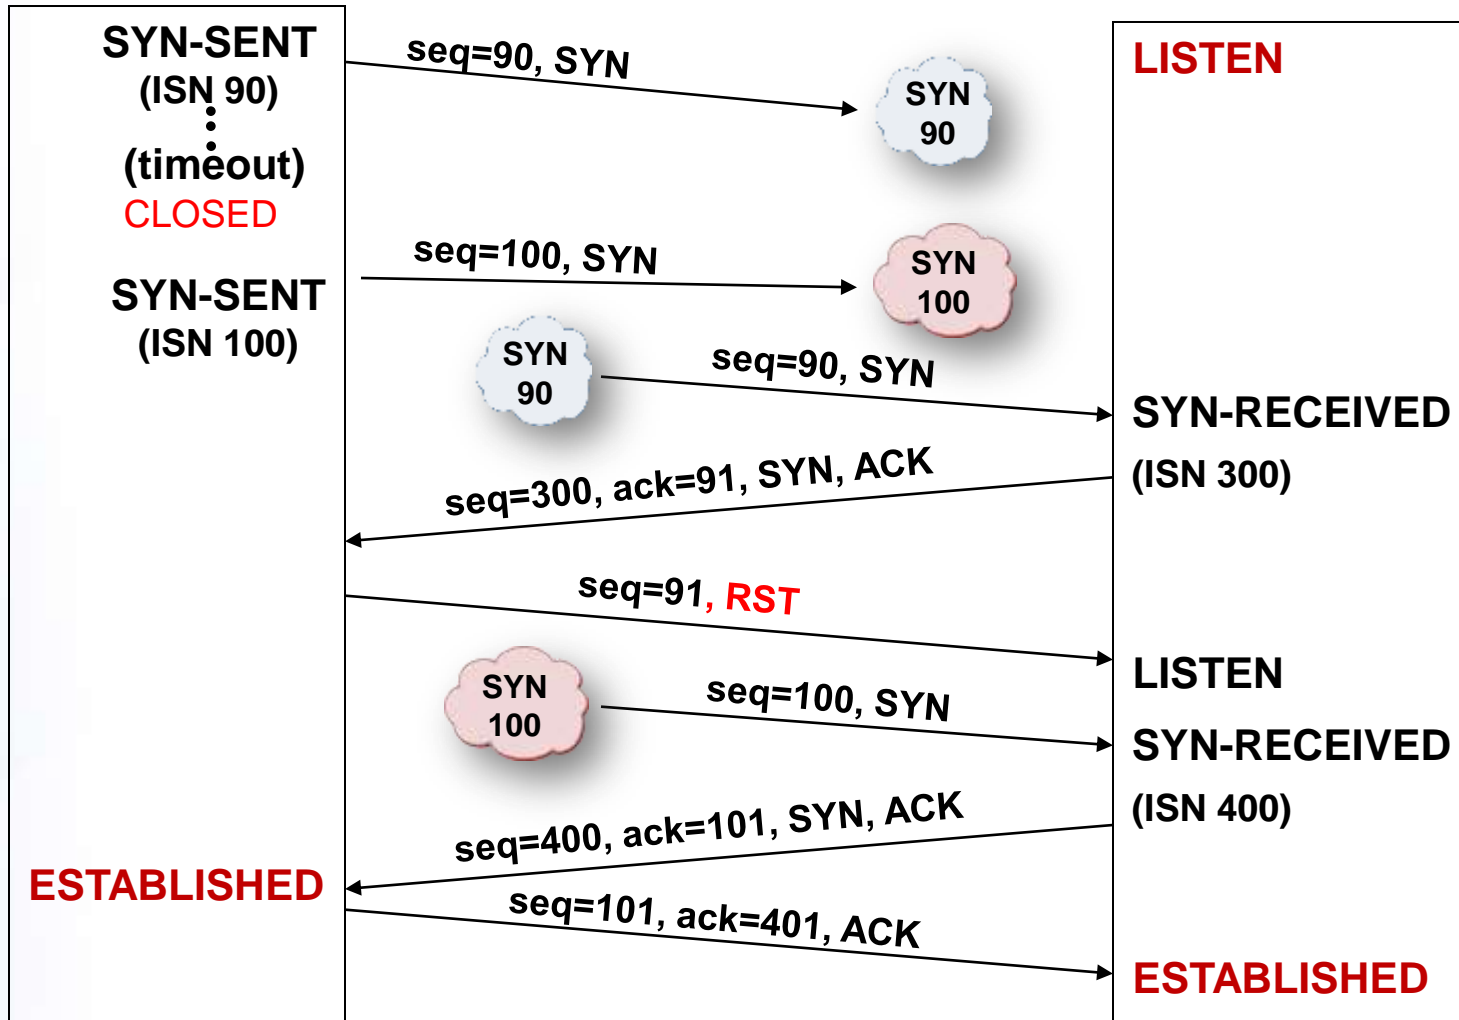 SYN-SENT
(ISN 90)
(timeout)
CLOSED
seq=90, SYN
SYN
90
LISTEN
seq=100, SYN
SYN
100
SYN-SENT
(ISN 100)
SYN
90
seq=90, SYN
SYN-RECEIVED
(ISN 300)
seq=300, ack=91, SYN, ACK
seq=91, RST
LISTEN
SYN
100
seq=100, SYN
SYN-RECEIVED
(ISN 400)
seq=400, ack=101, SYN, ACK
ESTABLISHED
seq=101, ack=401, ACK
ESTABLISHED